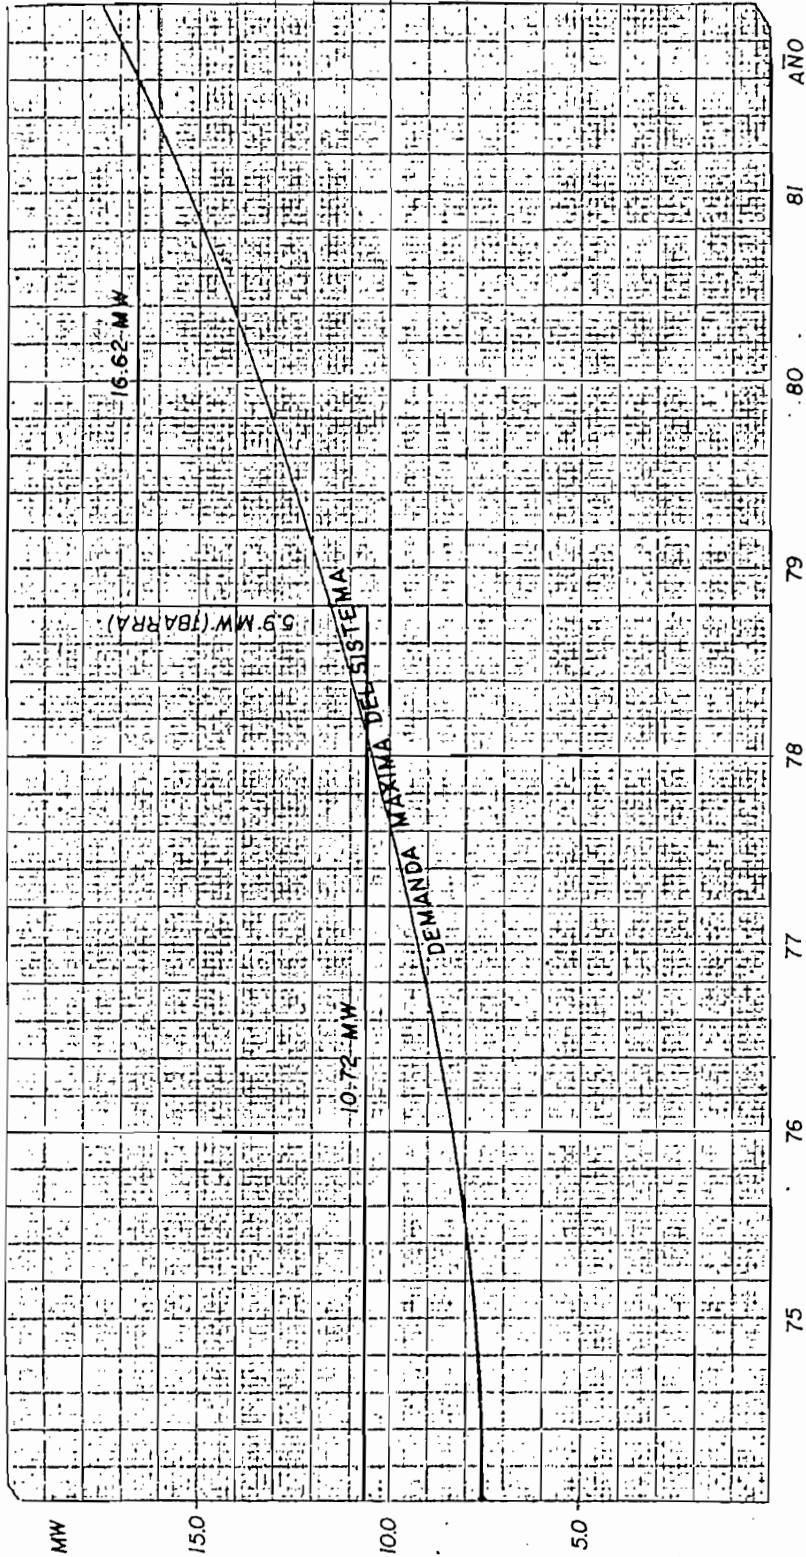 MW
15.0
10.0
5.0
16.62 MW
5.9 MW (IBARRA)
10.72 MW
DEMANDA MAXIMA DEL SISTEMA
75
76
77
78
79
80
81
AÑO